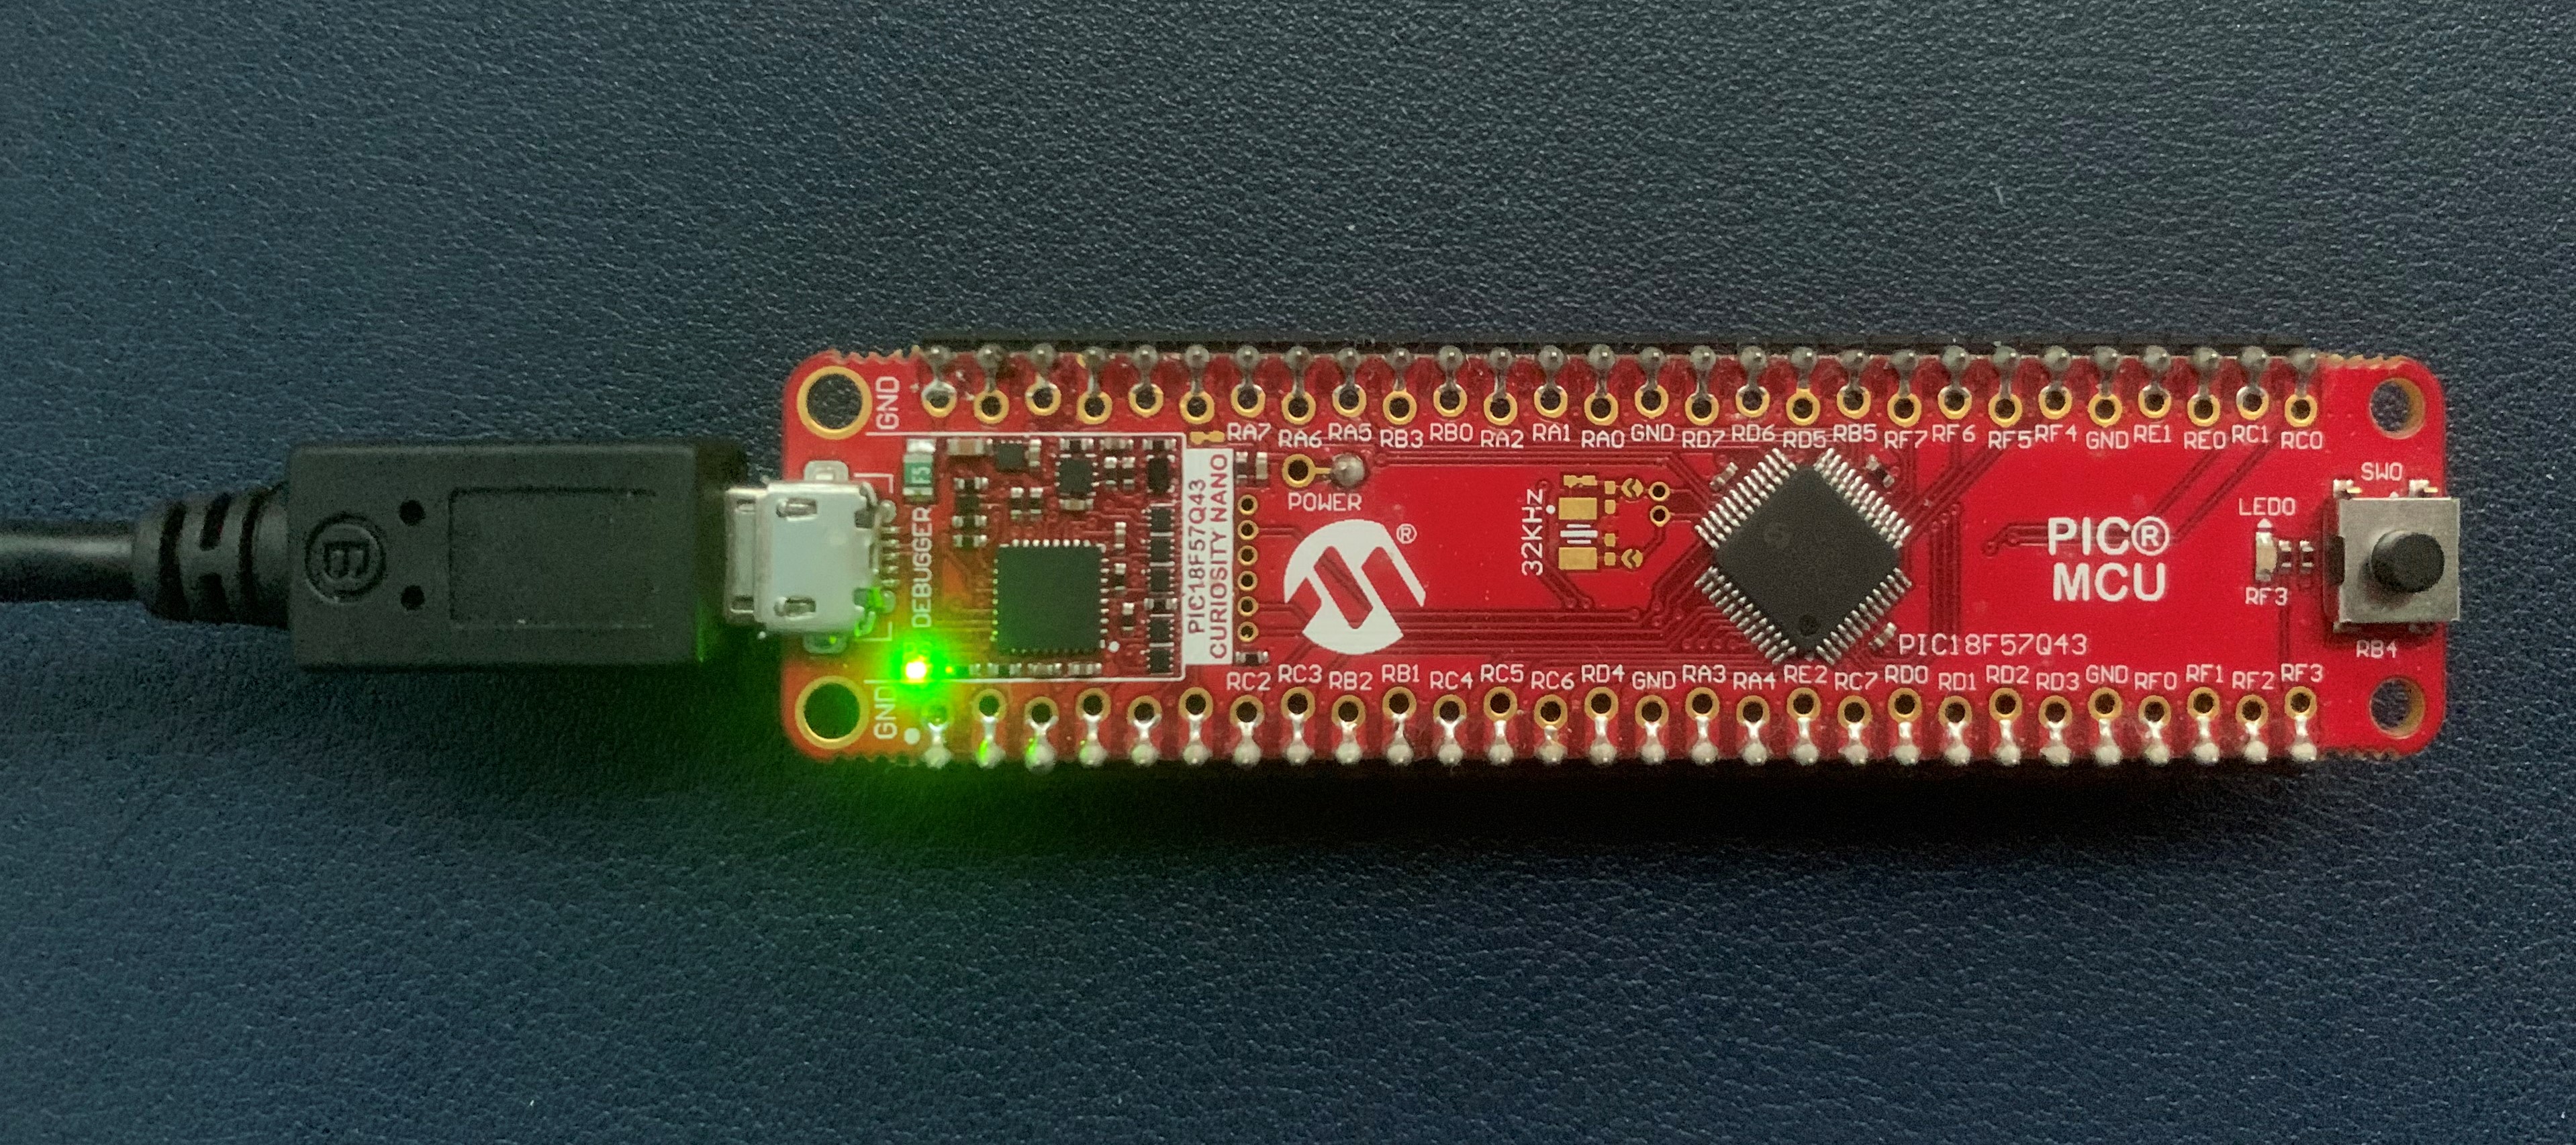 GND
RA7 RA6 RA5 RB3 RB0 RA2 RA1 RA0 GND RD7 RD6 RD5 RB5 RF7 RF6 RF5 RF4 GND RE1 RE0 RC1 RC0
DEBUGGER
PIC18F57Q43
CURIOSITY NANO
POWER
®
32KHz
PIC®
MCU
SW0
LED0
RF3
RB4
PIC18F57Q43
B
GND
RC2 RC3 RB2 RB1 RC4 RC5 RC6 RD4 GND RA3 RA4 RE2 RC7 RD0 RD1 RD2 RD3 GND RF0 RF1 RF2 RF3